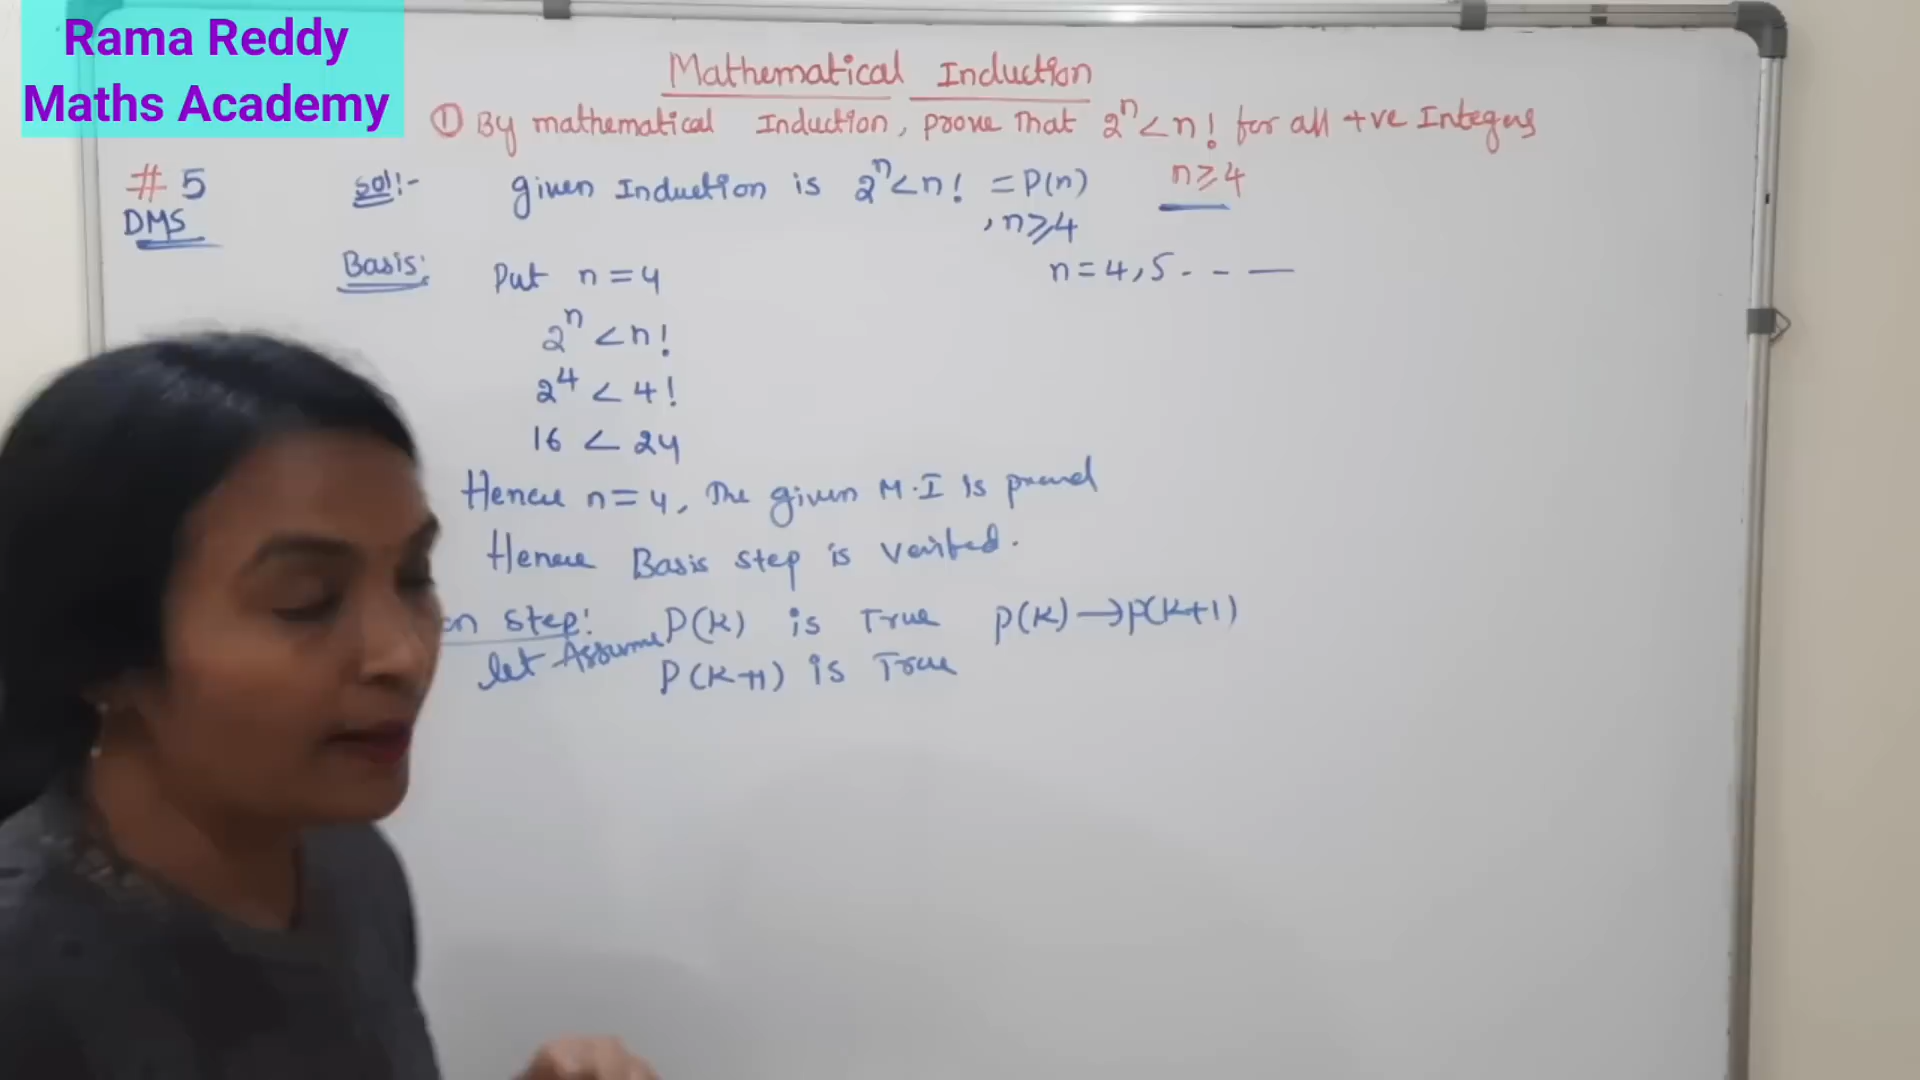 Rama Reddy
Maths Academy
Mathematical Induction
① By mathematical Induction, prove that 2ⁿ<n! for all +ve Integers
n≥4
# 5
DMS
Sol:-
given Induction is 2ⁿ<n! = P(n)
, n≥4
n=4,5 - - —
Basis:
Put n=4
2ⁿ <n!
2⁴ < 4!
16 < 24
Hence n=4, The given M.I is proved
Hence Basis step is Verified.
on step: P(K) is True P(K)→P(K+1)
let Assume
P(K+1) is True